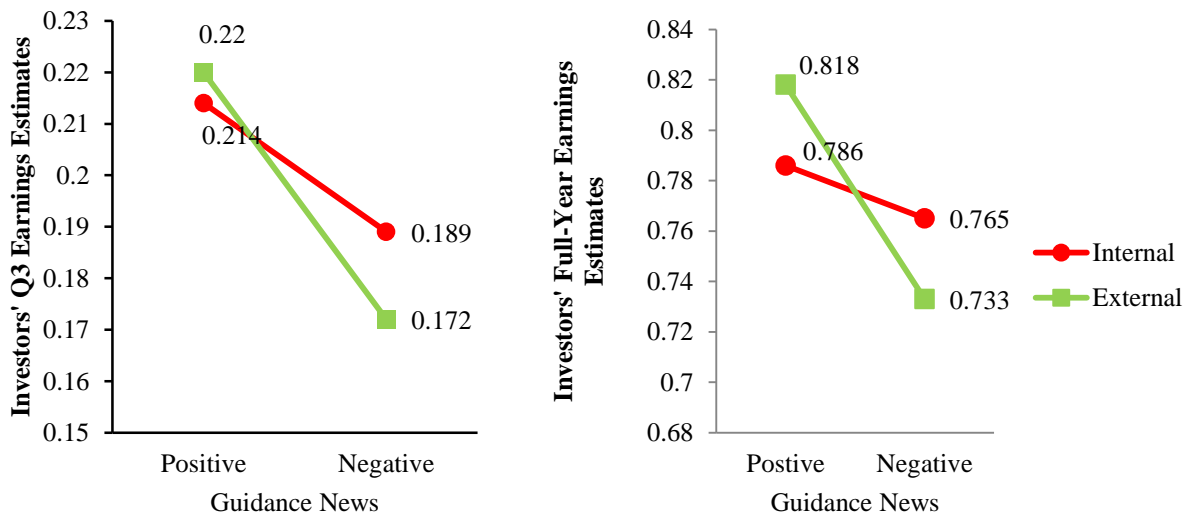 Investors' Q3 Earnings Estimates
0.23
0.22
0.21
0.2
0.19
0.18
0.17
0.16
0.15
0.22
0.214
0.189
0.172
Positive Negative
Guidance News
Investors' Full-Year Earnings
Estimates
0.84
0.82
0.8
0.78
0.76
0.74
0.72
0.7
0.68
0.818
0.786
0.765
0.733
Postive Negative
Guidance News
Internal
External